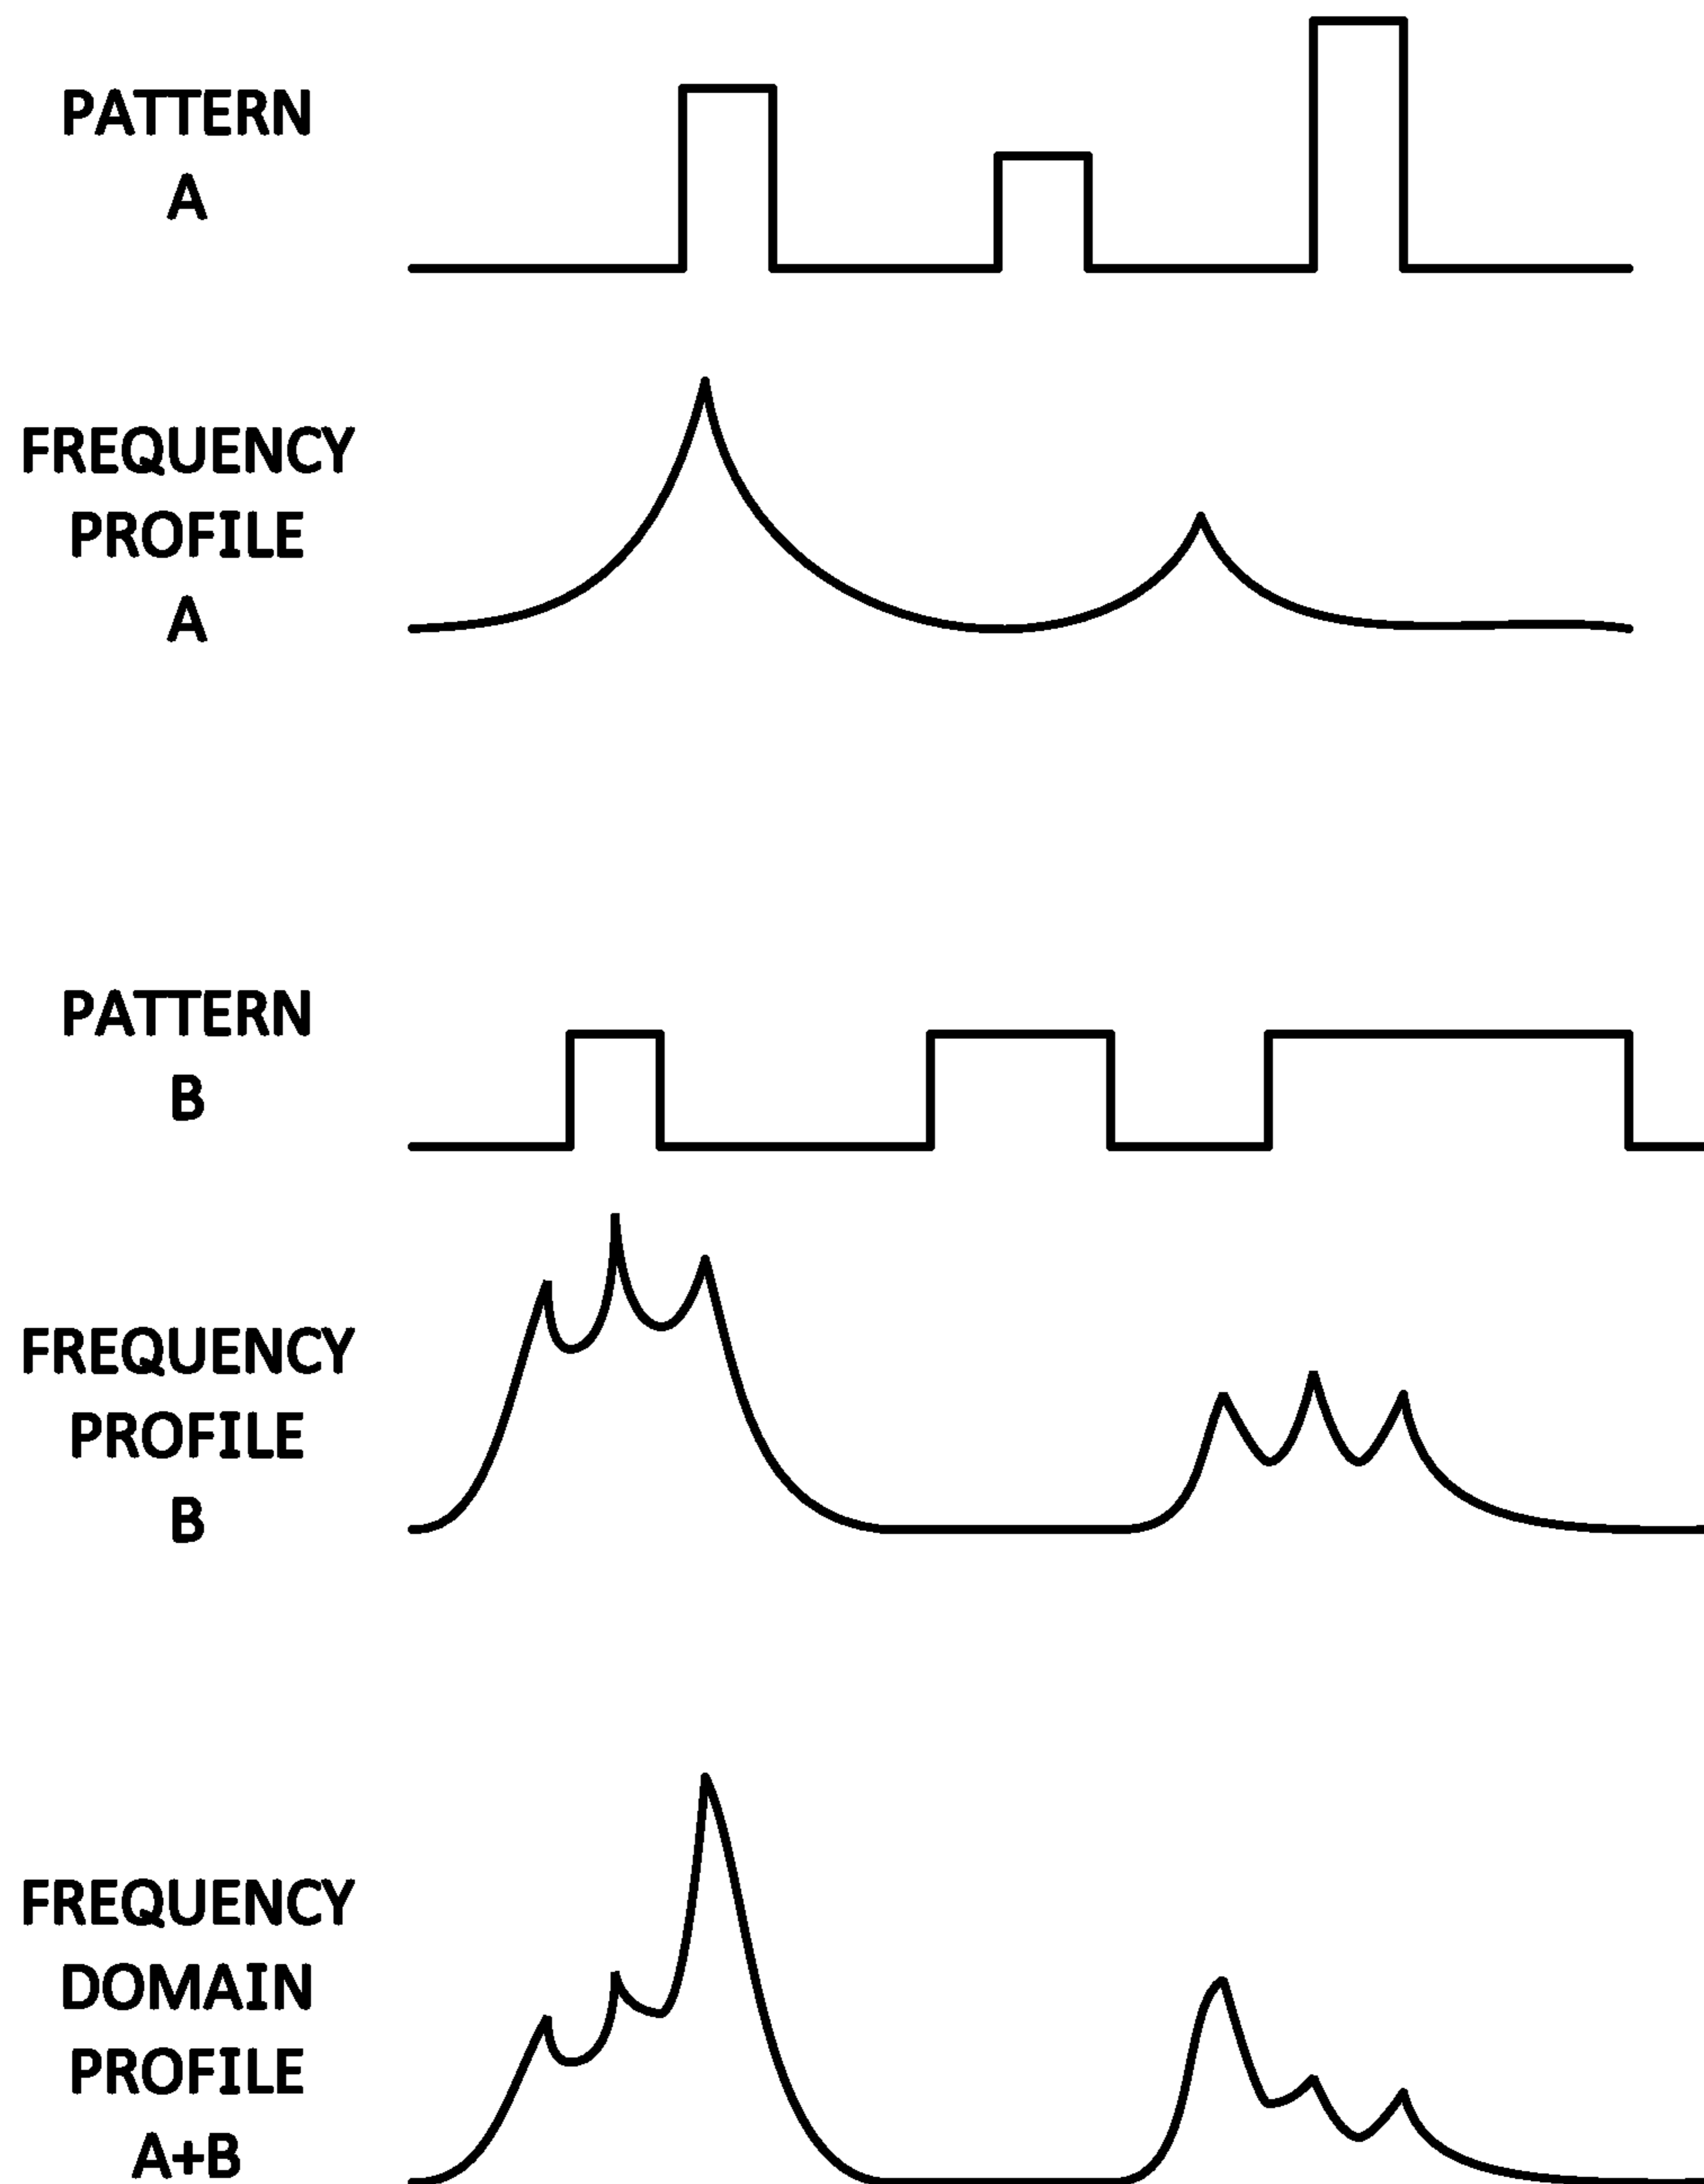 PATTERN
A
FREQUENCY
PROFILE
A
PATTERN
B
FREQUENCY
PROFILE
B
FREQUENCY
DOMAIN
PROFILE
A+B